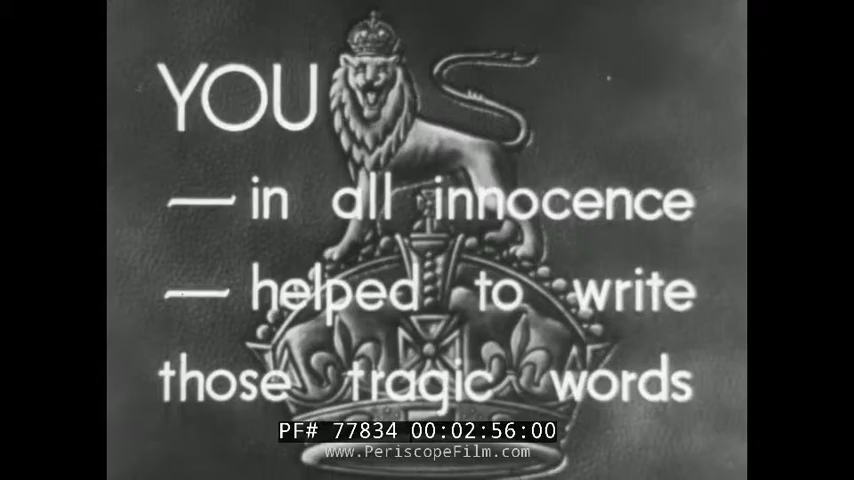 YOU
— in all innocence
— helped to write
those tragic words
PF# 77834 00:02:56:00
www.PeriscopeFilm.com